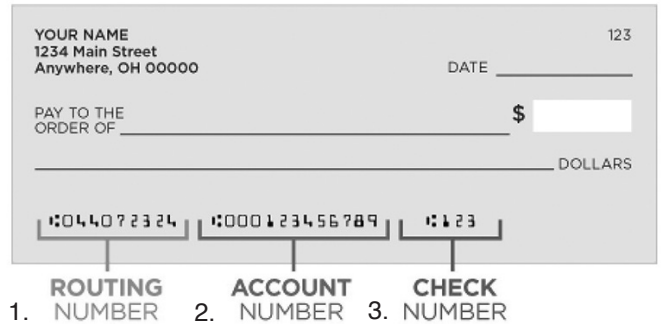 YOUR NAME 123
1234 Main Street
Anywhere, OH 00000
DATE
PAY TO THE
ORDER OF $
DOLLARS
⑆044072324 ⑆000123456789 ⑆123
ROUTING ACCOUNT CHECK
1. NUMBER 2. NUMBER 3. NUMBER